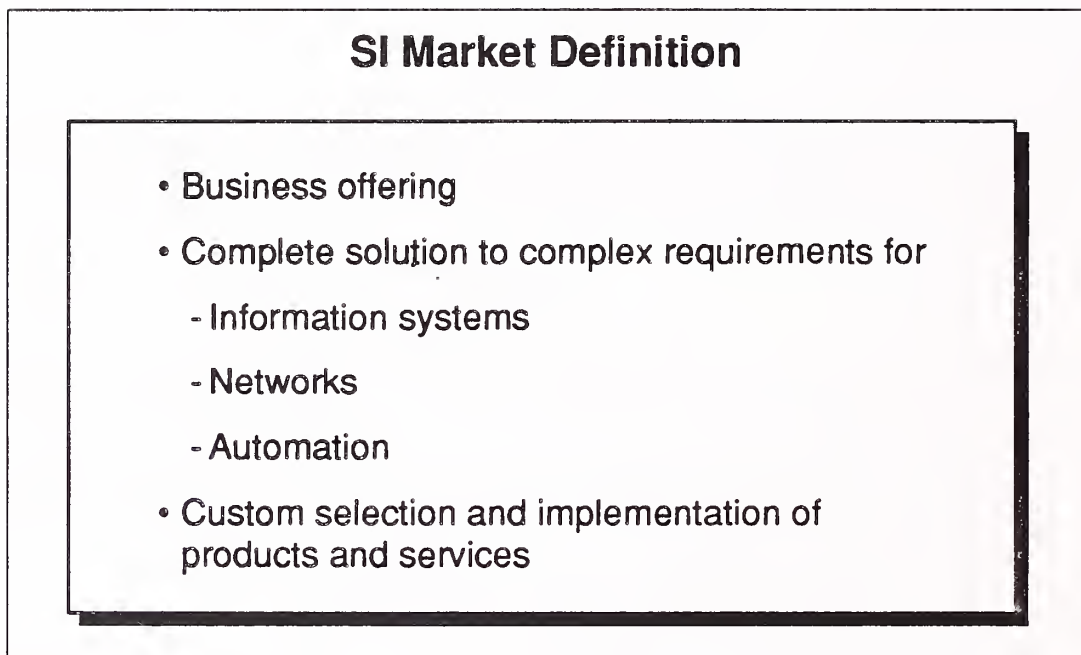 SI Market Definition
• Business offering
• Complete solution to complex requirements for
- Information systems
- Networks
- Automation
• Custom selection and implementation of
products and services